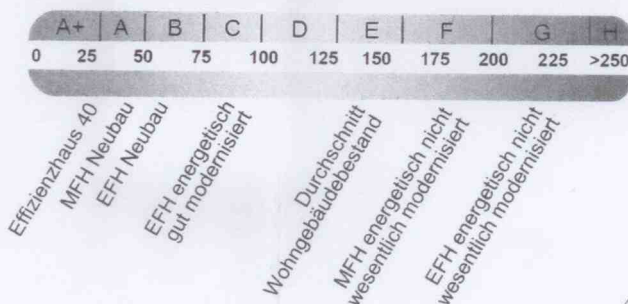 A+ A B C D E F G H
0 25 50 75 100 125 150 175 200 225 >250
Effizienzhaus 40
MFH Neubau
EFH Neubau
EFH energetisch
gut modernisiert
Durchschnitt
Wohngebäudebestand
MFH energetisch nicht
wesentlich modernisiert
EFH energetisch nicht
wesentlich modernisiert